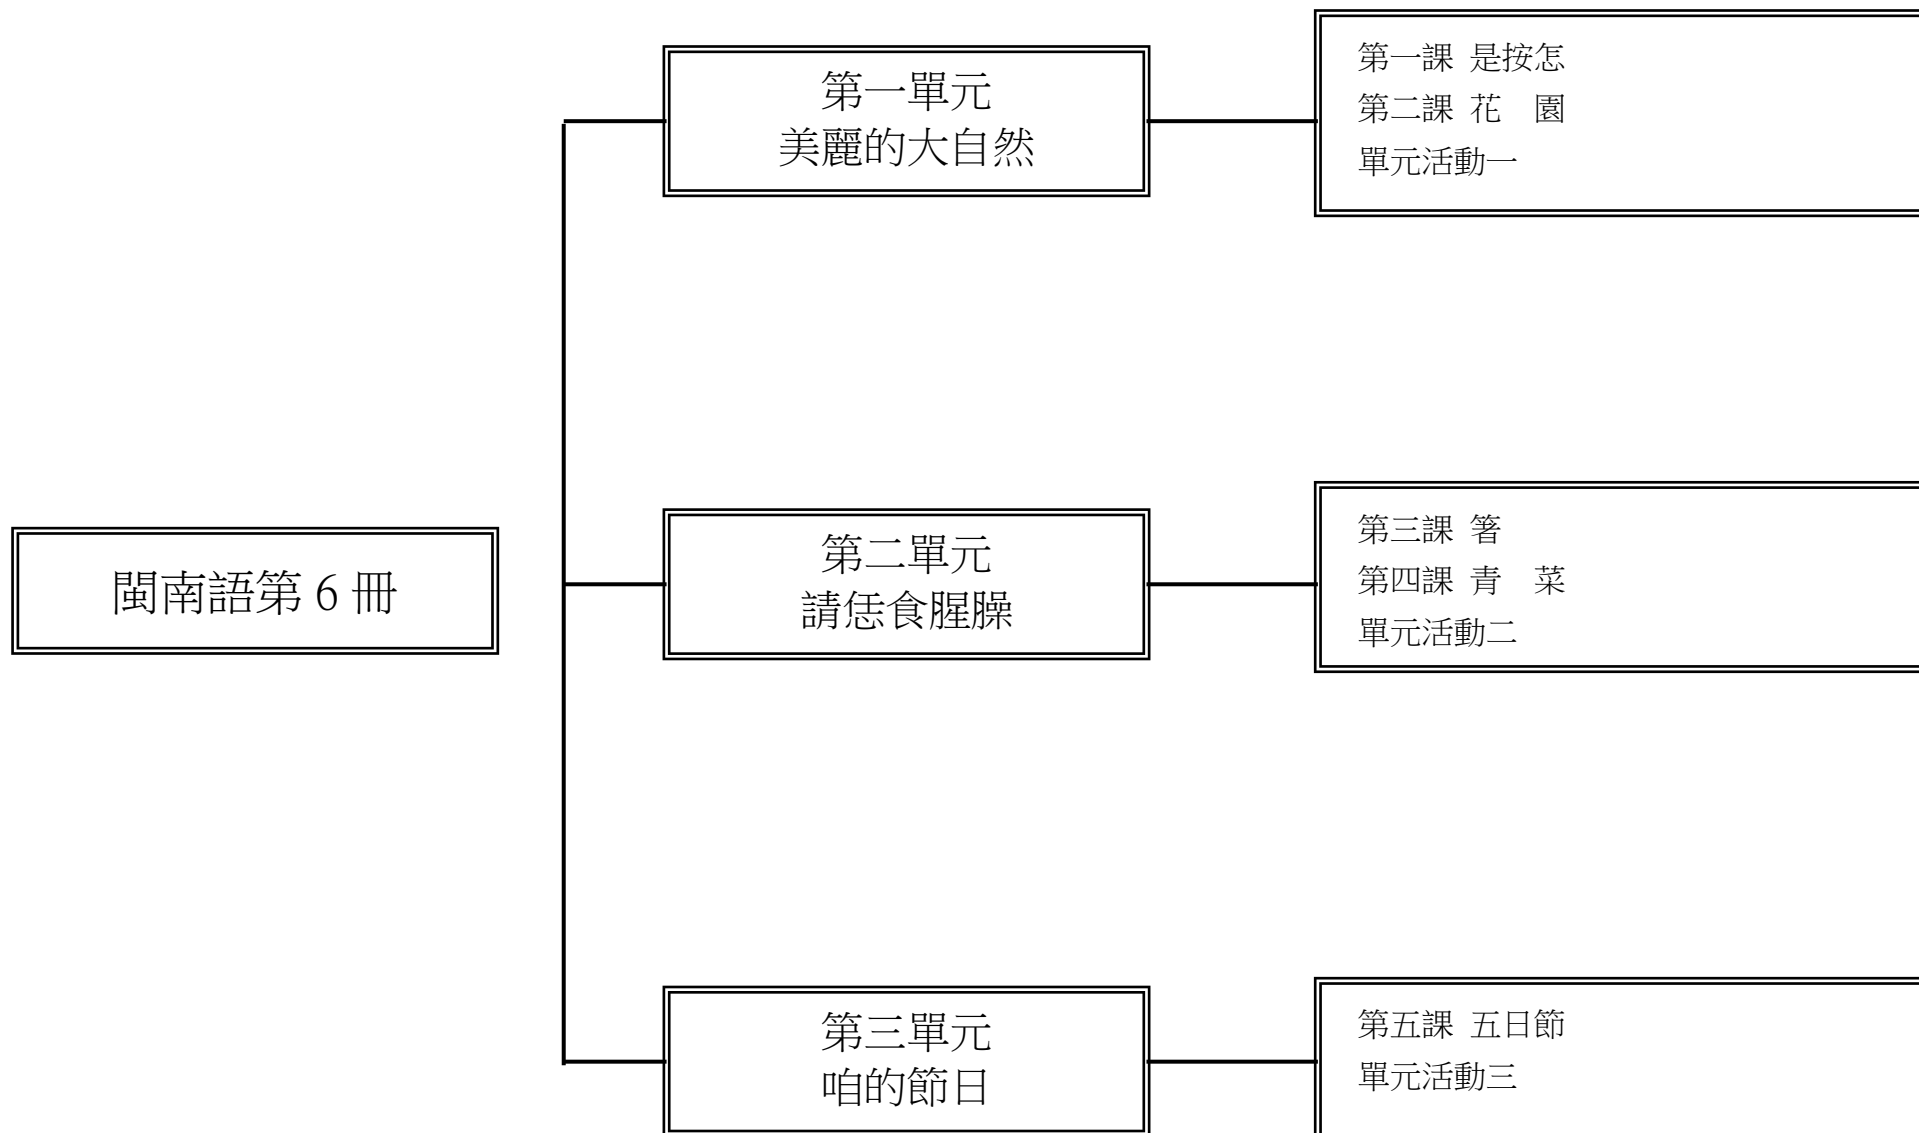 閩南語第 6 冊
第一單元
美麗的大自然
第一課 是按怎
第二課 花　園
單元活動一
第二單元
請恁食腥臊
第三課 箸
第四課 青　菜
單元活動二
第三單元
咱的節日
第五課 五日節
單元活動三